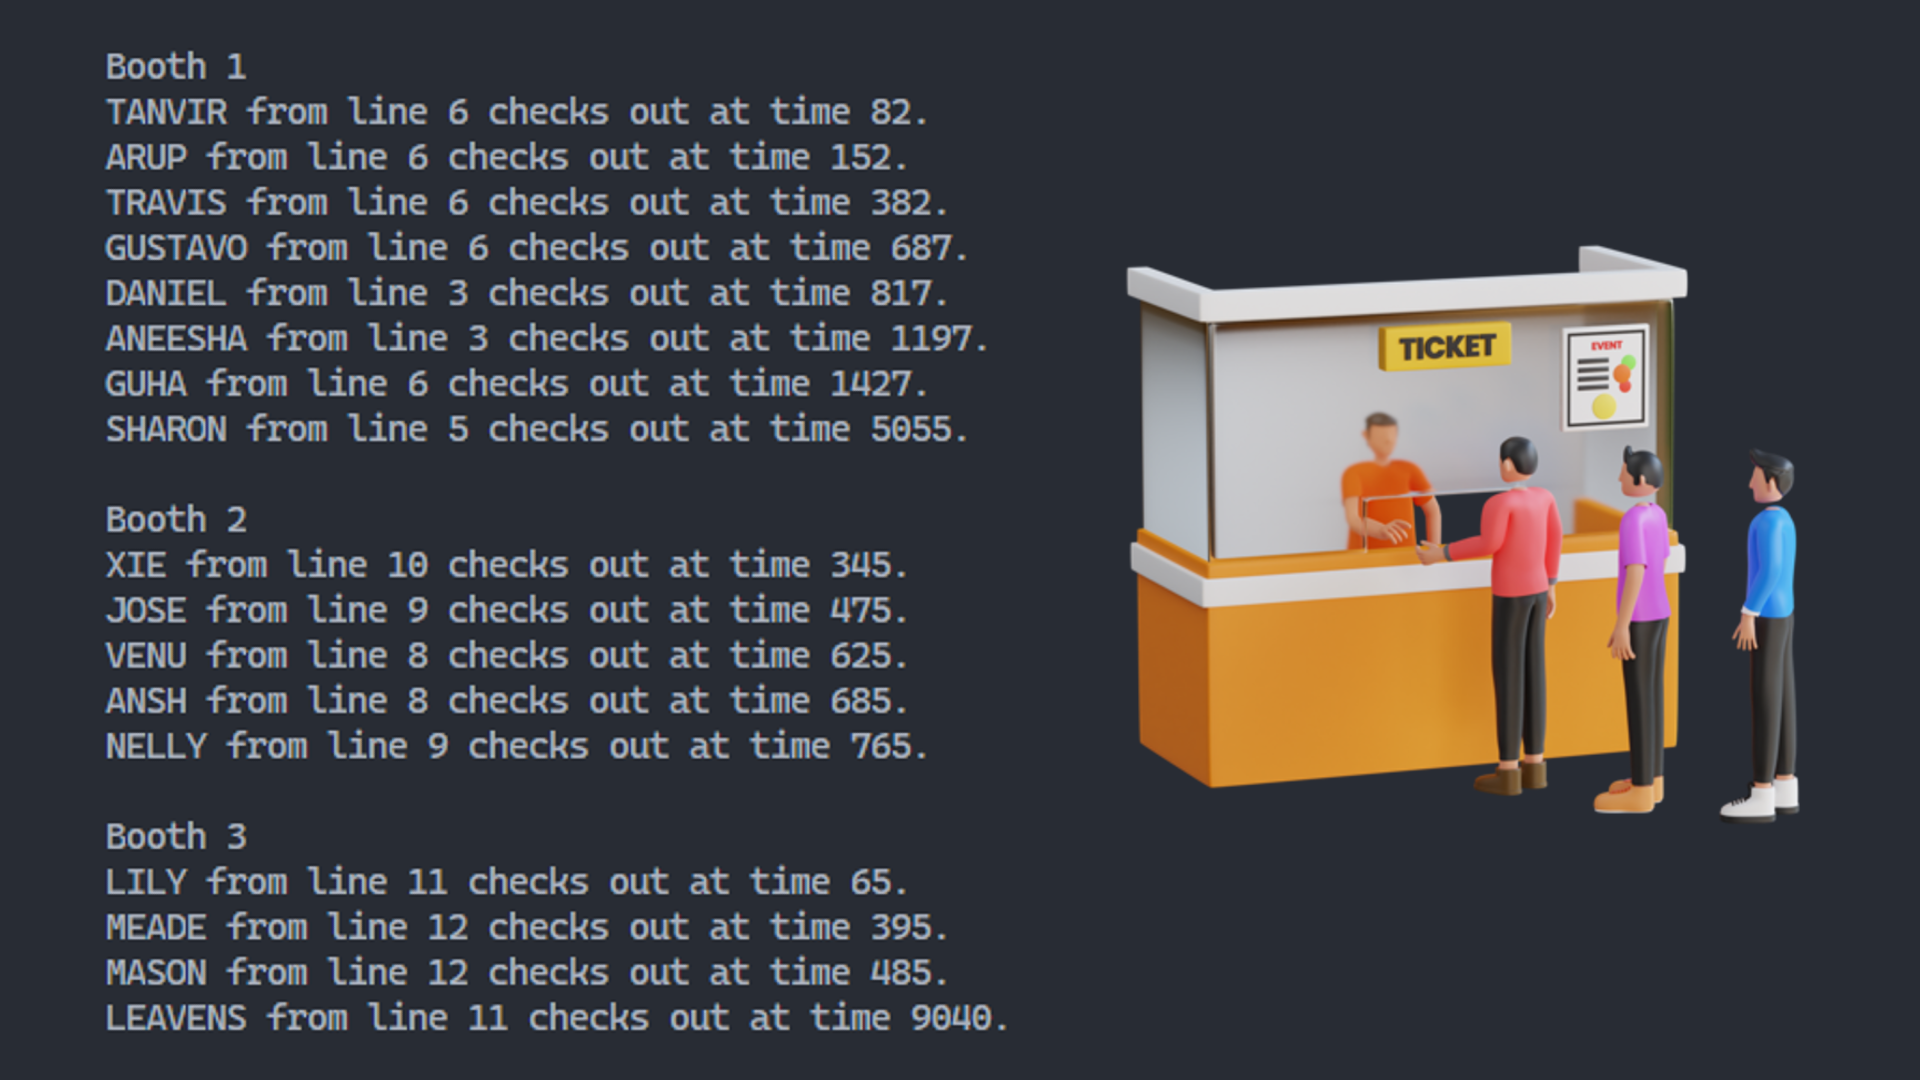 Booth 1
TANVIR from line 6 checks out at time 82.
ARUP from line 6 checks out at time 152.
TRAVIS from line 6 checks out at time 382.
GUSTAVO from line 6 checks out at time 687.
DANIEL from line 3 checks out at time 817.
ANEESHA from line 3 checks out at time 1197.
GUHA from line 6 checks out at time 1427.
SHARON from line 5 checks out at time 5055.
Booth 2
XIE from line 10 checks out at time 345.
JOSE from line 9 checks out at time 475.
VENU from line 8 checks out at time 625.
ANSH from line 8 checks out at time 685.
NELLY from line 9 checks out at time 765.
Booth 3
LILY from line 11 checks out at time 65.
MEADE from line 12 checks out at time 395.
MASON from line 12 checks out at time 485.
LEAVENS from line 11 checks out at time 9040.
TICKET
EVENT